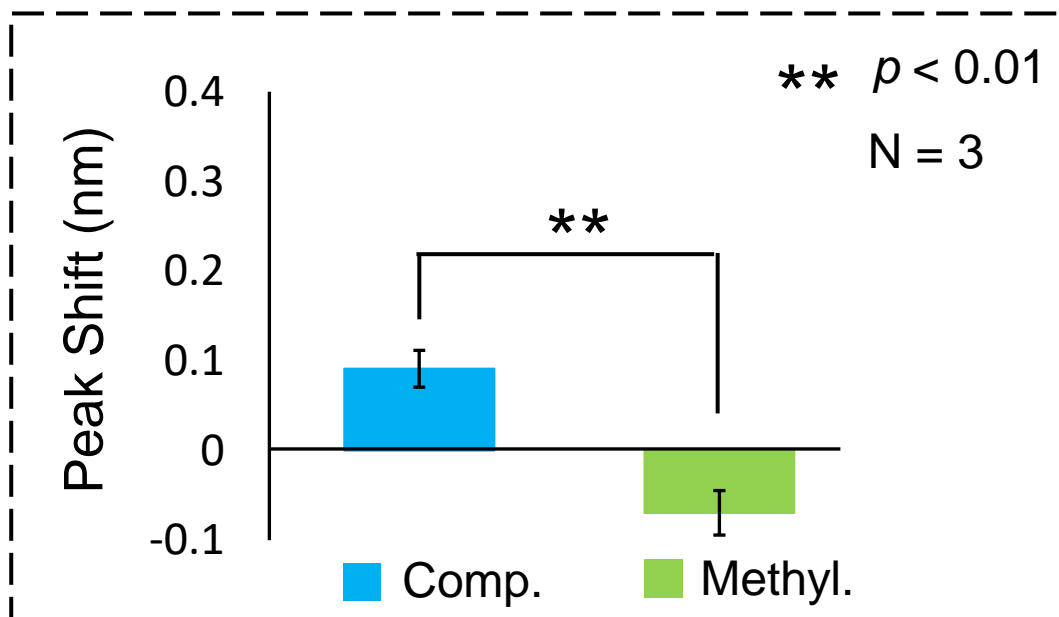 ** p < 0.01
N = 3
Peak Shift (nm)
0.4
0.3
0.2
0.1
0
-0.1
**
Comp.
Methyl.